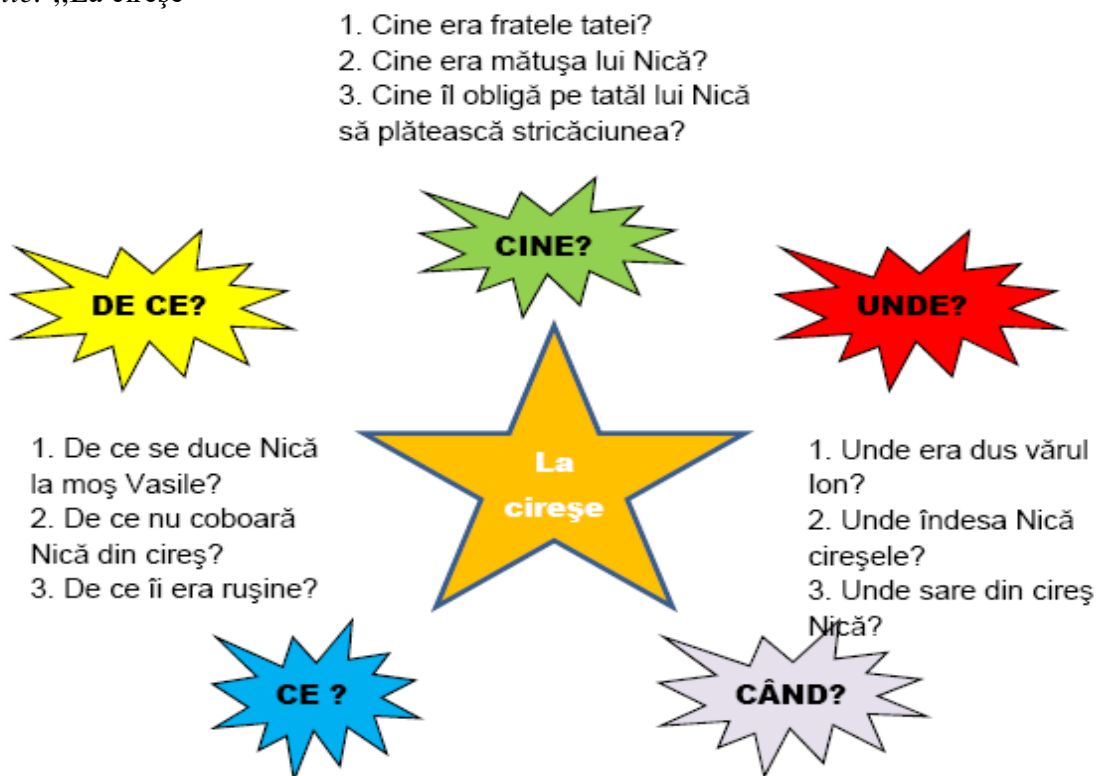 ,,La cireşe
1. Cine era fratele tatei?
2. Cine era mătuşa lui Nică?
3. Cine îl obligă pe tatăl lui Nică
să plătească stricăciunea?
CINE?
DE CE?
UNDE?
1. De ce se duce Nică
la moş Vasile?
2. De ce nu coboară
Nică din cireş?
3. De ce îi era ruşine?
La
cireşe
1. Unde era dus vărul
Ion?
2. Unde îndesa Nică
cireşele?
3. Unde sare din cireş
Nică?
CE ?
CÂND?